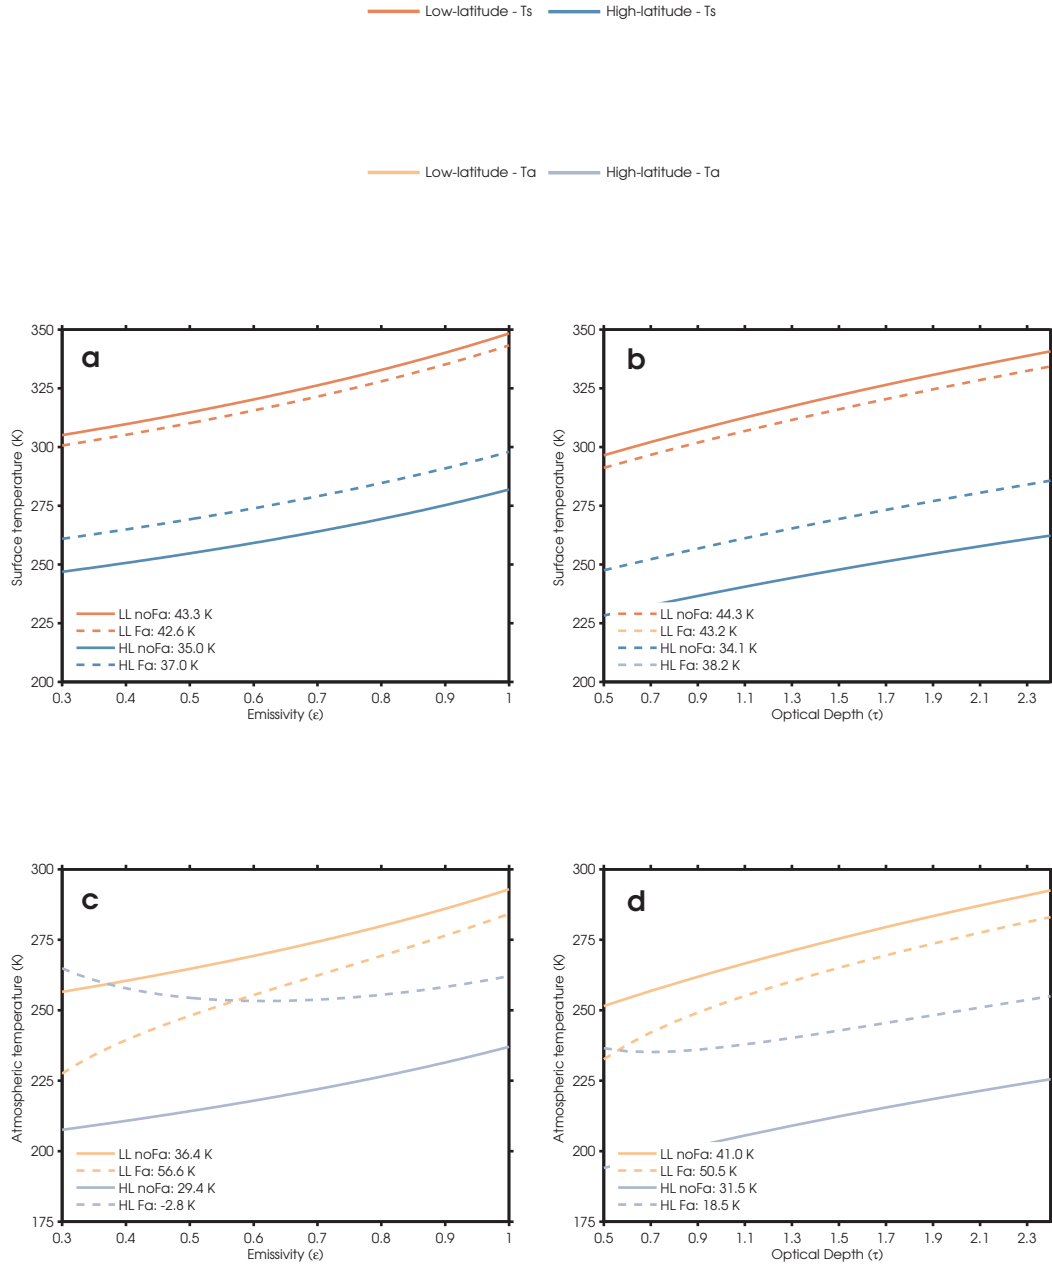 Low-latitude - Ts High-latitude - Ts
Low-latitude - Ta High-latitude - Ta
a
350
325
300
275
250
225
200
Surface temperature (K)
LL noFa: 43.3 K
LL Fa: 42.6 K
HL noFa: 35.0 K
HL Fa: 37.0 K
0.3 0.4 0.5 0.6 0.7 0.8 0.9 1
Emissivity (ε)
b
350
325
300
275
250
225
200
Surface temperature (K)
LL noFa: 44.3 K
LL Fa: 43.2 K
HL noFa: 34.1 K
HL Fa: 38.2 K
0.5 0.7 0.9 1.1 1.3 1.5 1.7 1.9 2.1 2.3
Optical Depth (τ)
c
300
275
250
225
200
175
Atmospheric temperature (K)
LL noFa: 36.4 K
LL Fa: 56.6 K
HL noFa: 29.4 K
HL Fa: -2.8 K
0.3 0.4 0.5 0.6 0.7 0.8 0.9 1
Emissivity (ε)
d
300
275
250
225
200
175
Atmospheric temperature (K)
LL noFa: 41.0 K
LL Fa: 50.5 K
HL noFa: 31.5 K
HL Fa: 18.5 K
0.5 0.7 0.9 1.1 1.3 1.5 1.7 1.9 2.1 2.3
Optical Depth (τ)